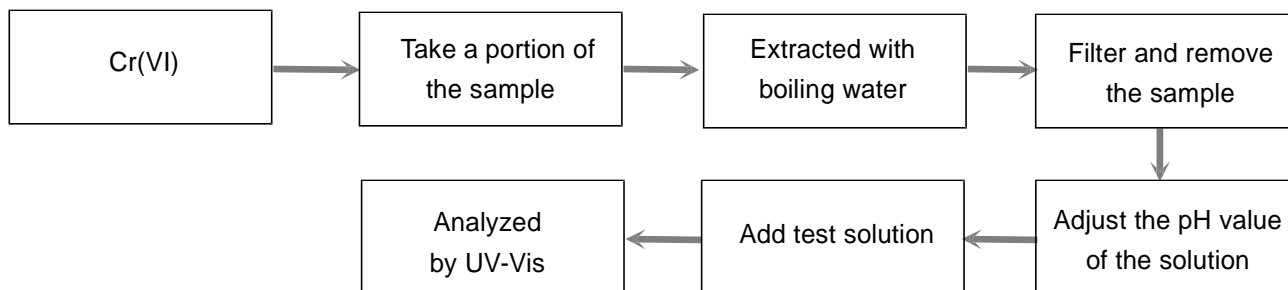 Cr(VI)
Take a portion of
the sample
Extracted with
boiling water
Filter and remove
the sample
Adjust the pH value
of the solution
Add test solution
Analyzed
by UV-Vis